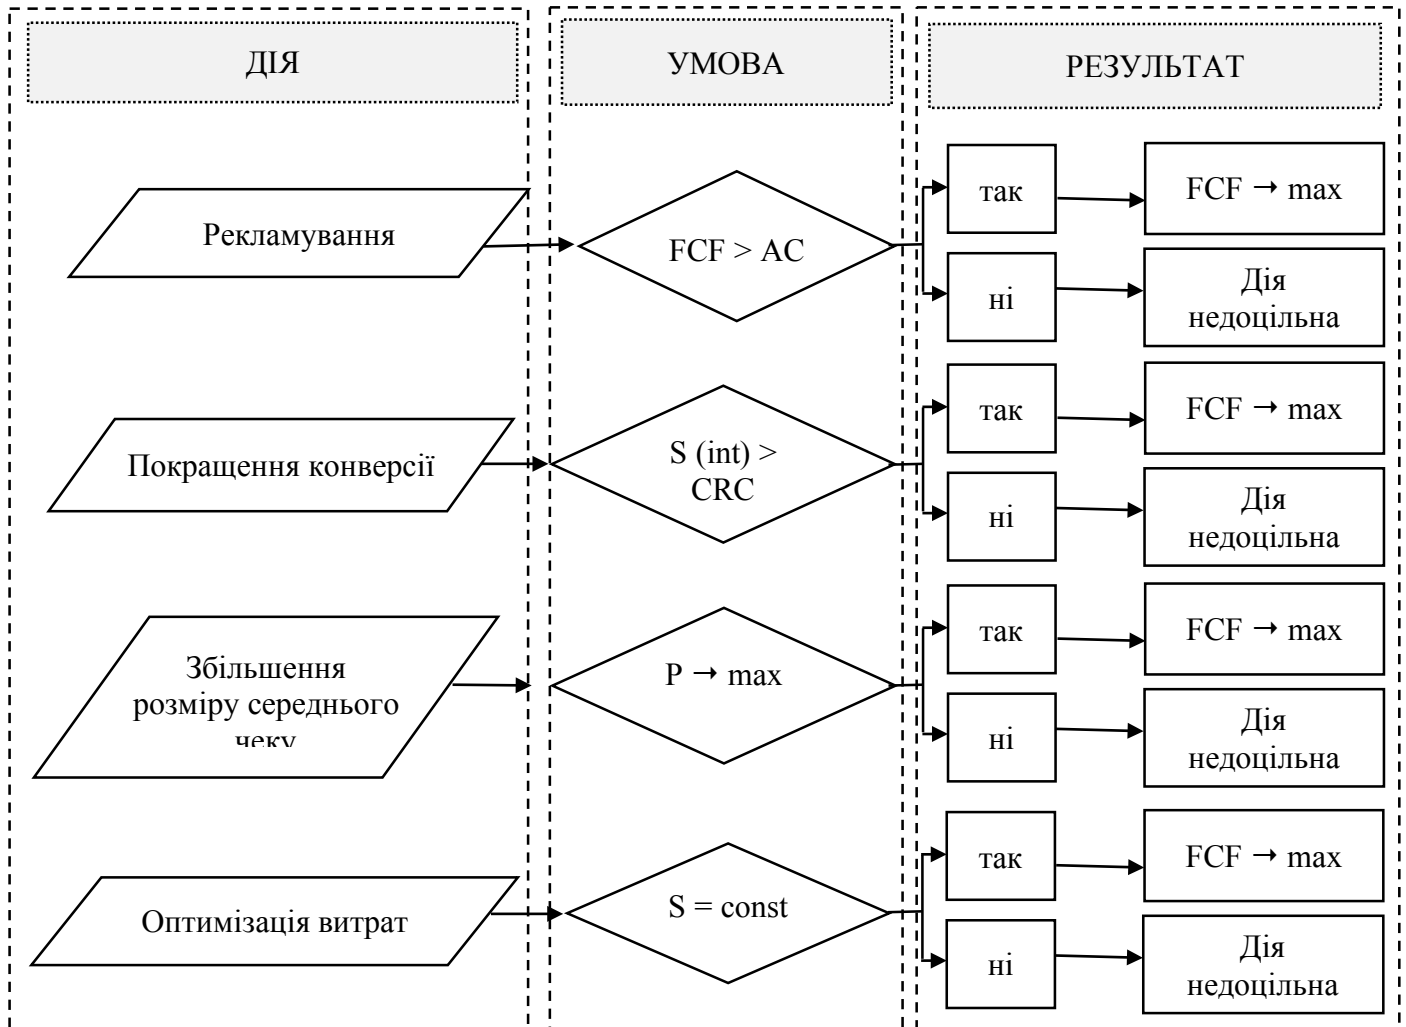 ДІЯ
УМОВА
РЕЗУЛЬТАТ
Рекламування
FCF > AC
так
FCF → max
ні
Дія
недоцільна
Покращення конверсії
S (int) >
CRC
так
FCF → max
ні
Дія
недоцільна
Збільшення
розміру середнього
чеку
P → max
так
FCF → max
ні
Дія
недоцільна
Оптимізація витрат
S = const
так
FCF → max
ні
Дія
недоцільна